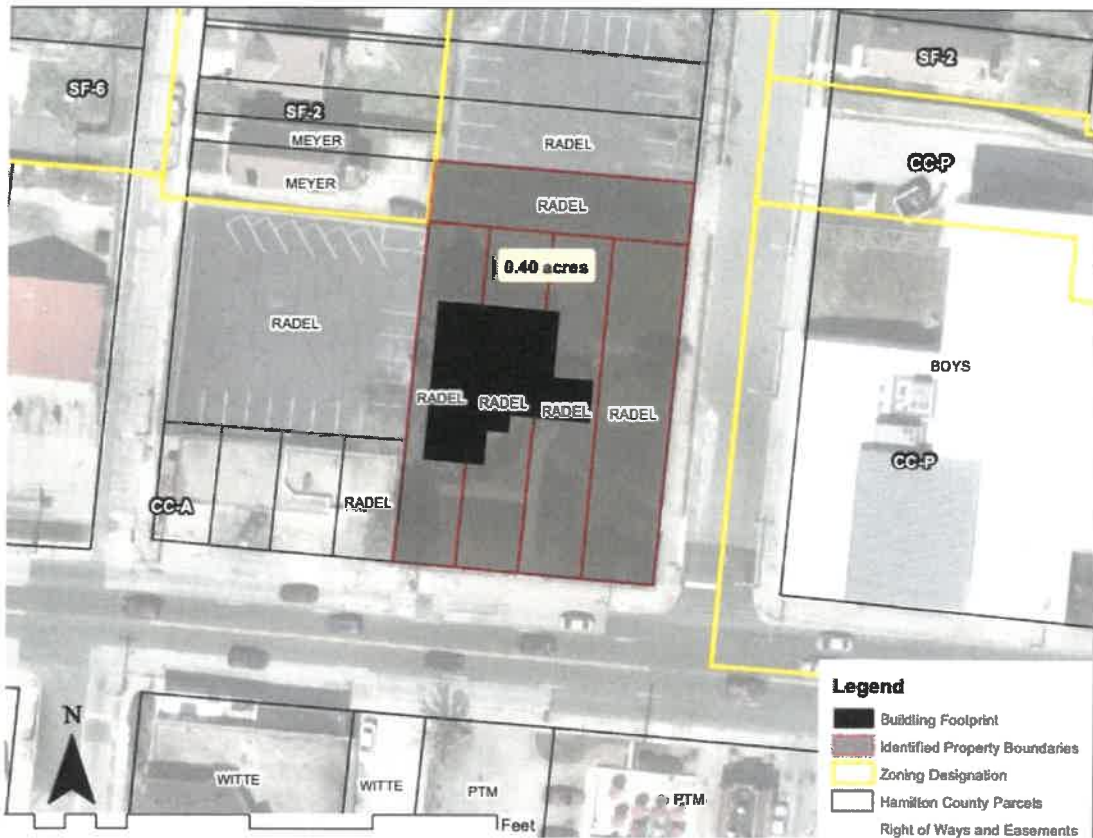 SF-6
SF-2
MEYER
MEYER
RADEL
SF-2
CC-P
RADEL
0.40 acres
RADEL
BOYS
RADEL
RADEL
RADEL
RADEL
CC-P
CC-A
RADEL
N
WITTE
WITTE
PTM
PTM
Feet
Legend
Buildling Footprint
Identified Property Boundaries
Zoning Designation
Hamilton County Parcels
Right of Ways and Easements